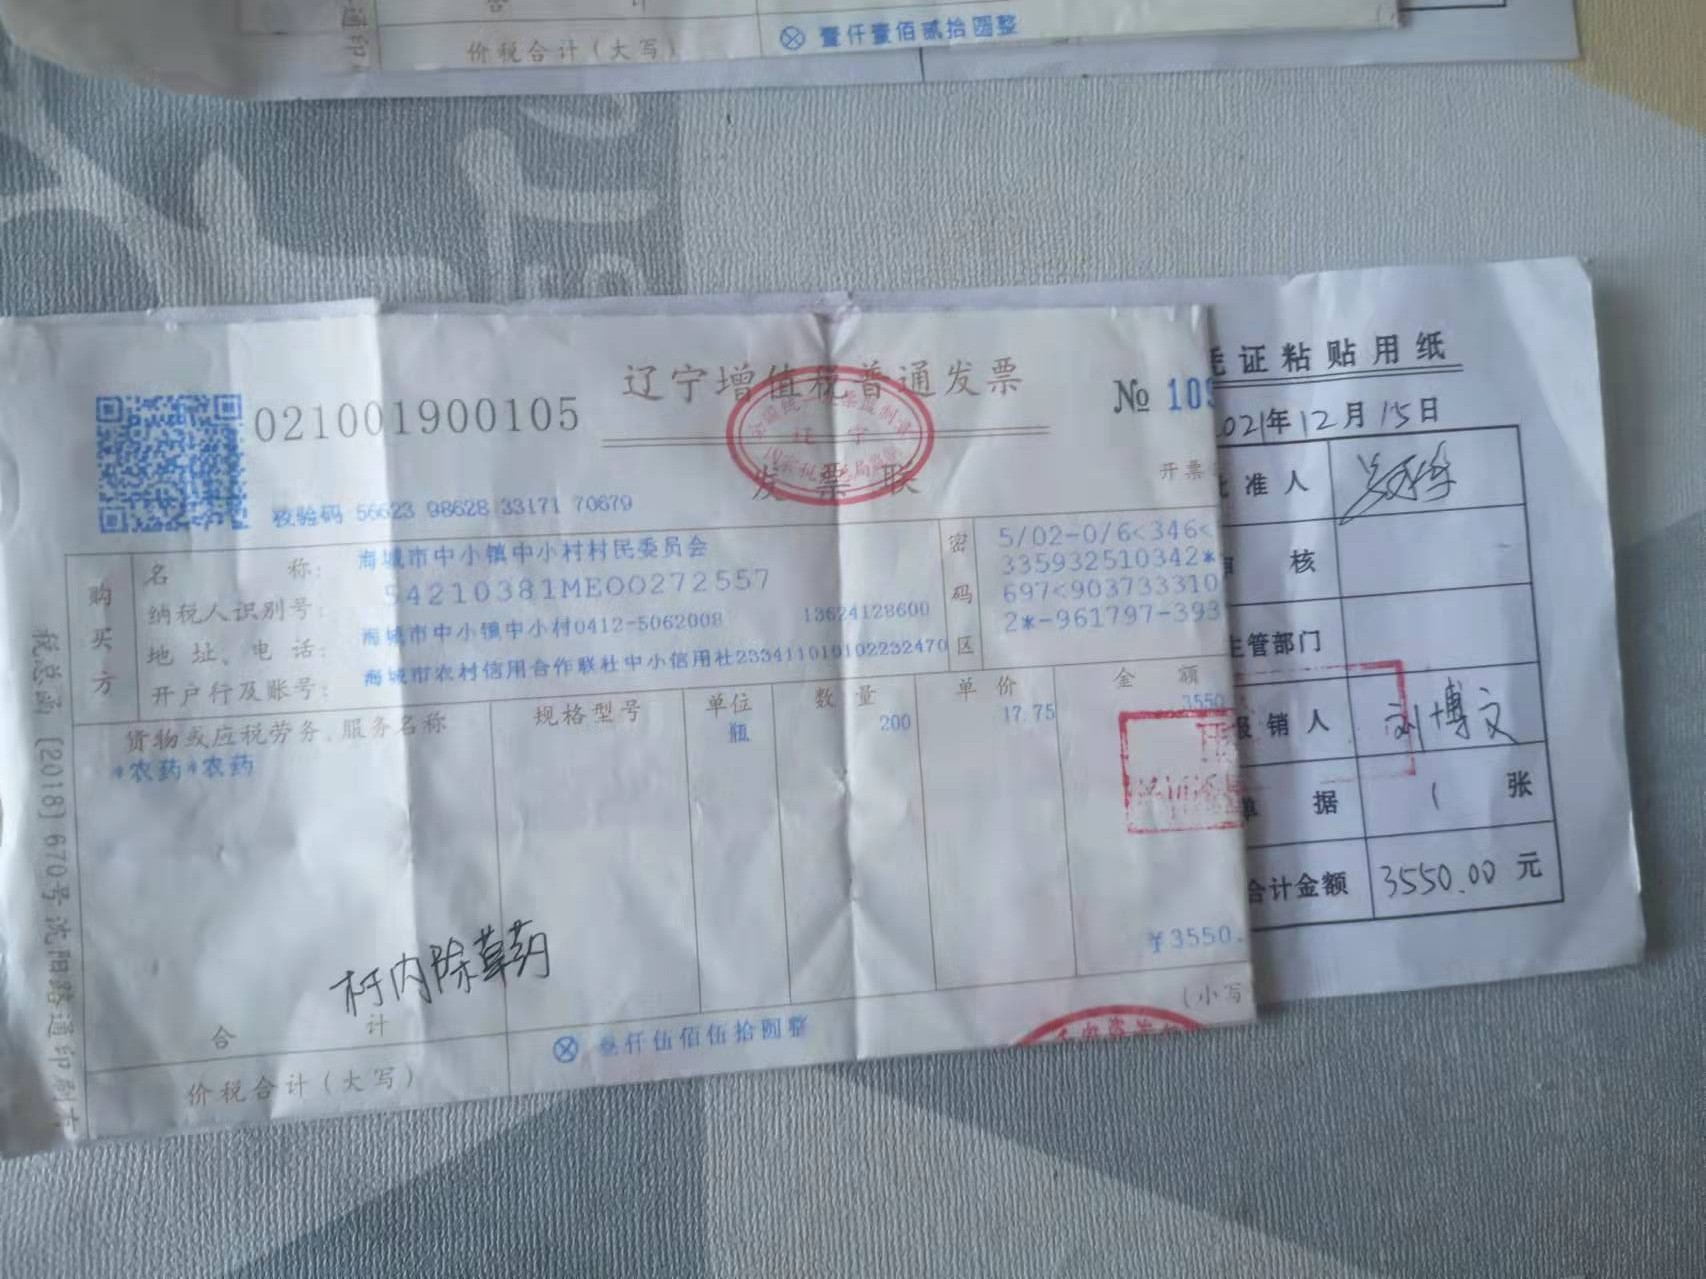 合 计
价税合计(大写) ⊗ 壹仟壹佰贰拾圆整
辽宁增值税普通发票
021001900105
№ 109
发票联
开票
校验码 56623 98628 33171 70679
购买方
名 称: 海城市中小镇中小村村民委员会
纳税人识别号: 54210381ME00272557
地址、电话: 海城市中小镇中小村0412-5062008 13624128600
开户行及账号: 海城市农村信用合作联社中小信用社233411010102232470
密码区
5/02-0/6<346<
335932510342*
697<903733310
2*-961797-393
货物或应税劳务、服务名称 规格型号 单位 数量 单价 金额
*农药*农药 瓶 200 17.75 3550
村内除草药
合 计 ¥3550.
价税合计(大写) ⊗ 叁仟伍佰伍拾圆整 (小写
[2018]670号沈阳
证粘贴用纸
2021年12月15日
准人
核
主管部门
报销人 刘博文
单据 1 张
合计金额 3550.00 元